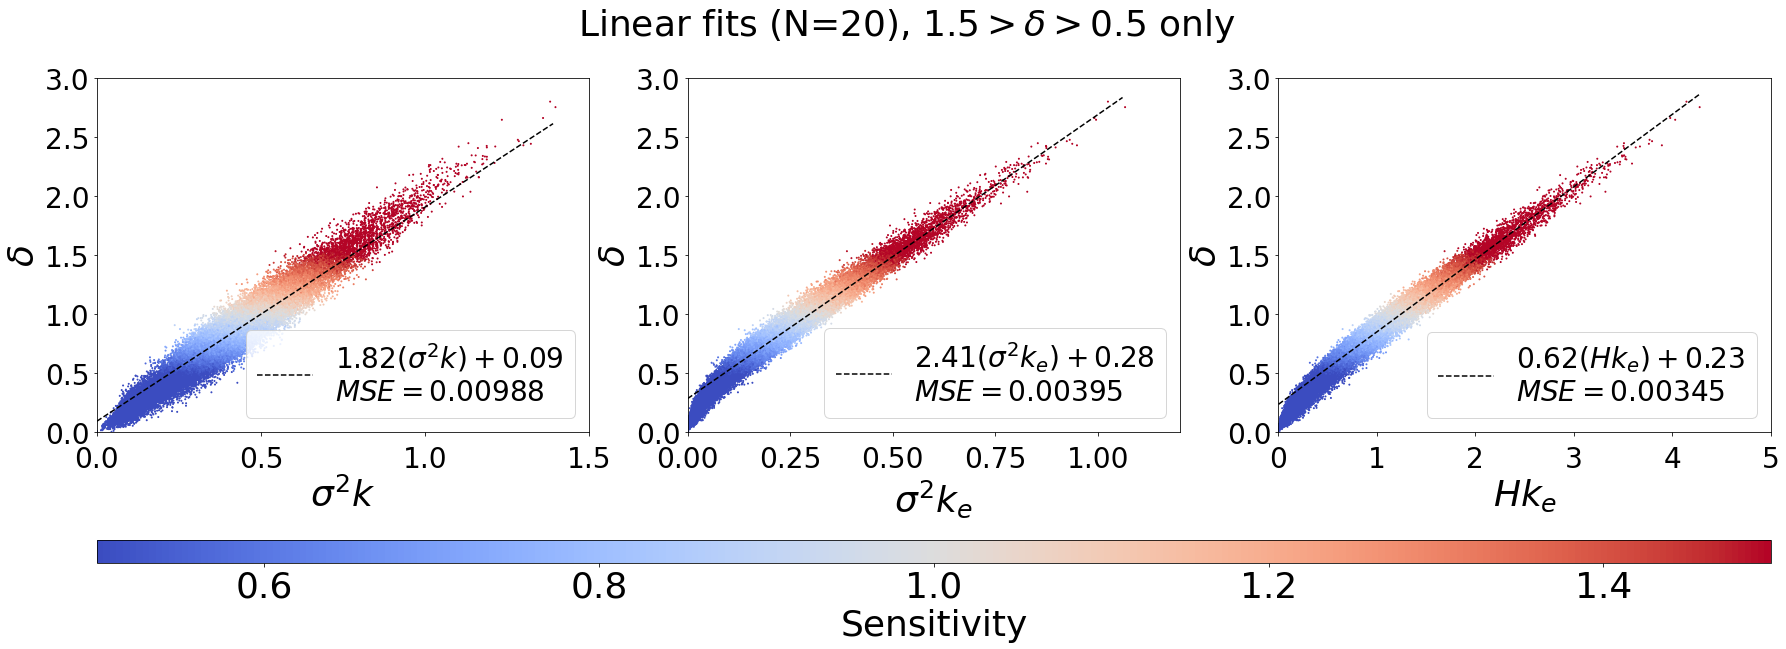 Linear fits (N=20), 1.5 > δ > 0.5 only
3.0
2.5
2.0
1.5
1.0
0.5
0.0
δ
0.0 0.5 1.0 1.5
σ²k
1.82(σ²k) + 0.09
MSE = 0.00988
3.0
2.5
2.0
1.5
1.0
0.5
0.0
δ
0.00 0.25 0.50 0.75 1.00
σ²kₑ
2.41(σ²kₑ) + 0.28
MSE = 0.00395
3.0
2.5
2.0
1.5
1.0
0.5
0.0
δ
0 1 2 3 4 5
Hkₑ
0.62(Hkₑ) + 0.23
MSE = 0.00345
0.6 0.8 1.0 1.2 1.4
Sensitivity